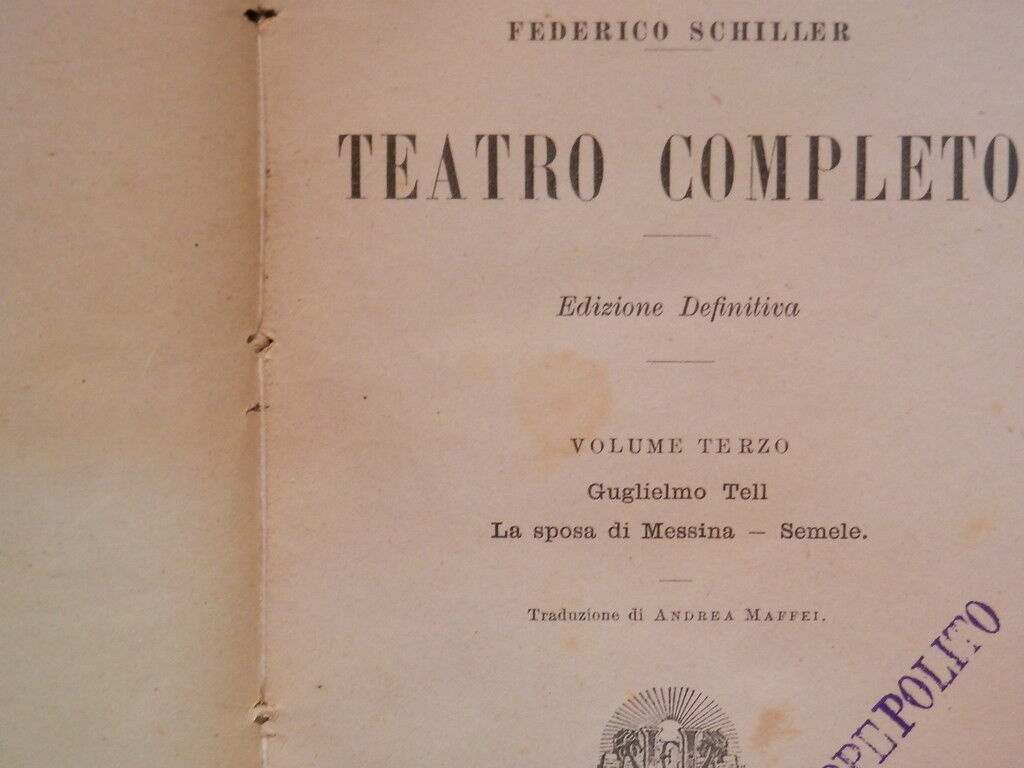 FEDERICO SCHILLER
TEATRO COMPLETO
Edizione Definitiva
VOLUME TERZO
Guglielmo Tell
La sposa di Messina — Semele.
Traduzione di ANDREA MAFFEI.
POLITO